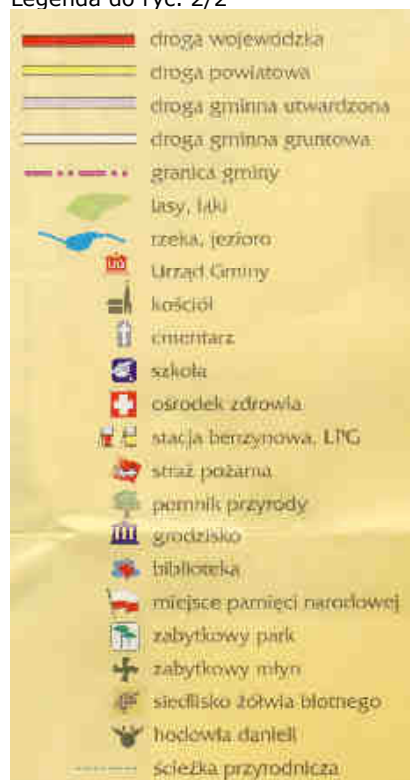 Legenda do ryc. 2/2
droga wojewódzka
droga powiatowa
droga gminna utwardzona
droga gminna gruntowa
granica gminy
lasy, łąki
rzeka, jezioro
UG
Urząd Gminy
kościół
cmentarz
szkoła
ośrodek zdrowia
stacja benzynowa, LPG
straż pożarna
pomnik przyrody
grodzisko
biblioteka
miejsce pamięci narodowej
zabytkowy park
zabytkowy młyn
siedlisko żółwia błotnego
hodowla danieli
ścieżka przyrodnicza